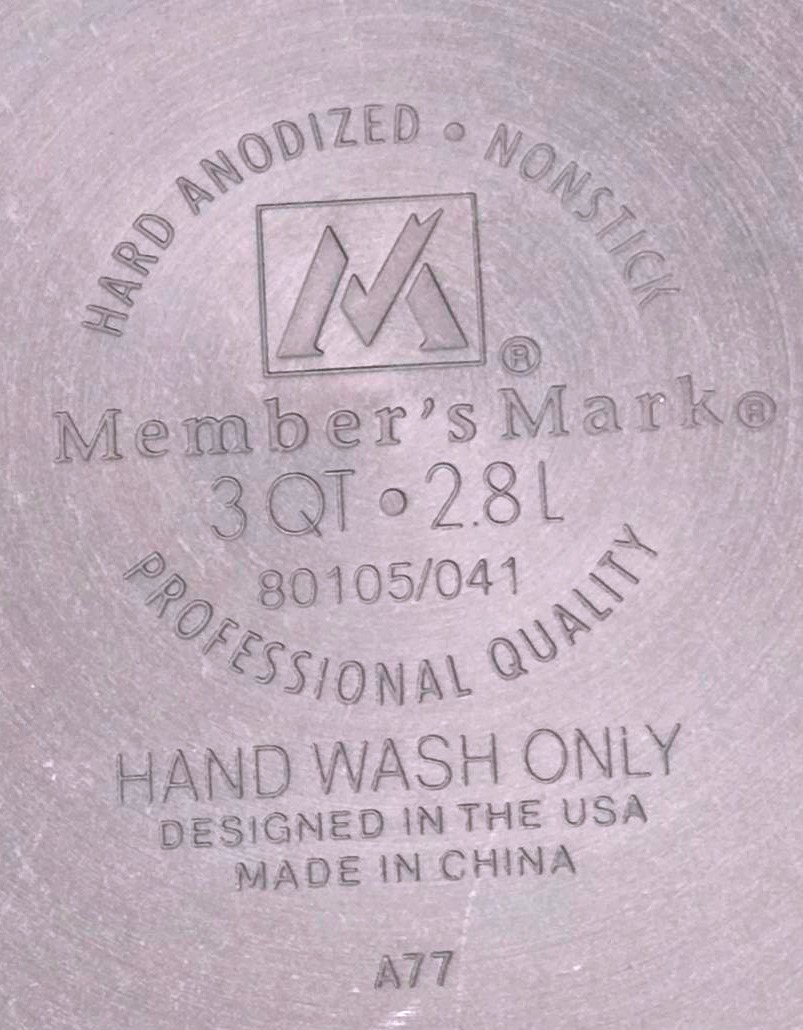 HARD ANODIZED • NONSTICK
M
®
Member's Mark®
3 QT • 2.8 L
80105/041
PROFESSIONAL QUALITY
HAND WASH ONLY
DESIGNED IN THE USA
MADE IN CHINA
A77